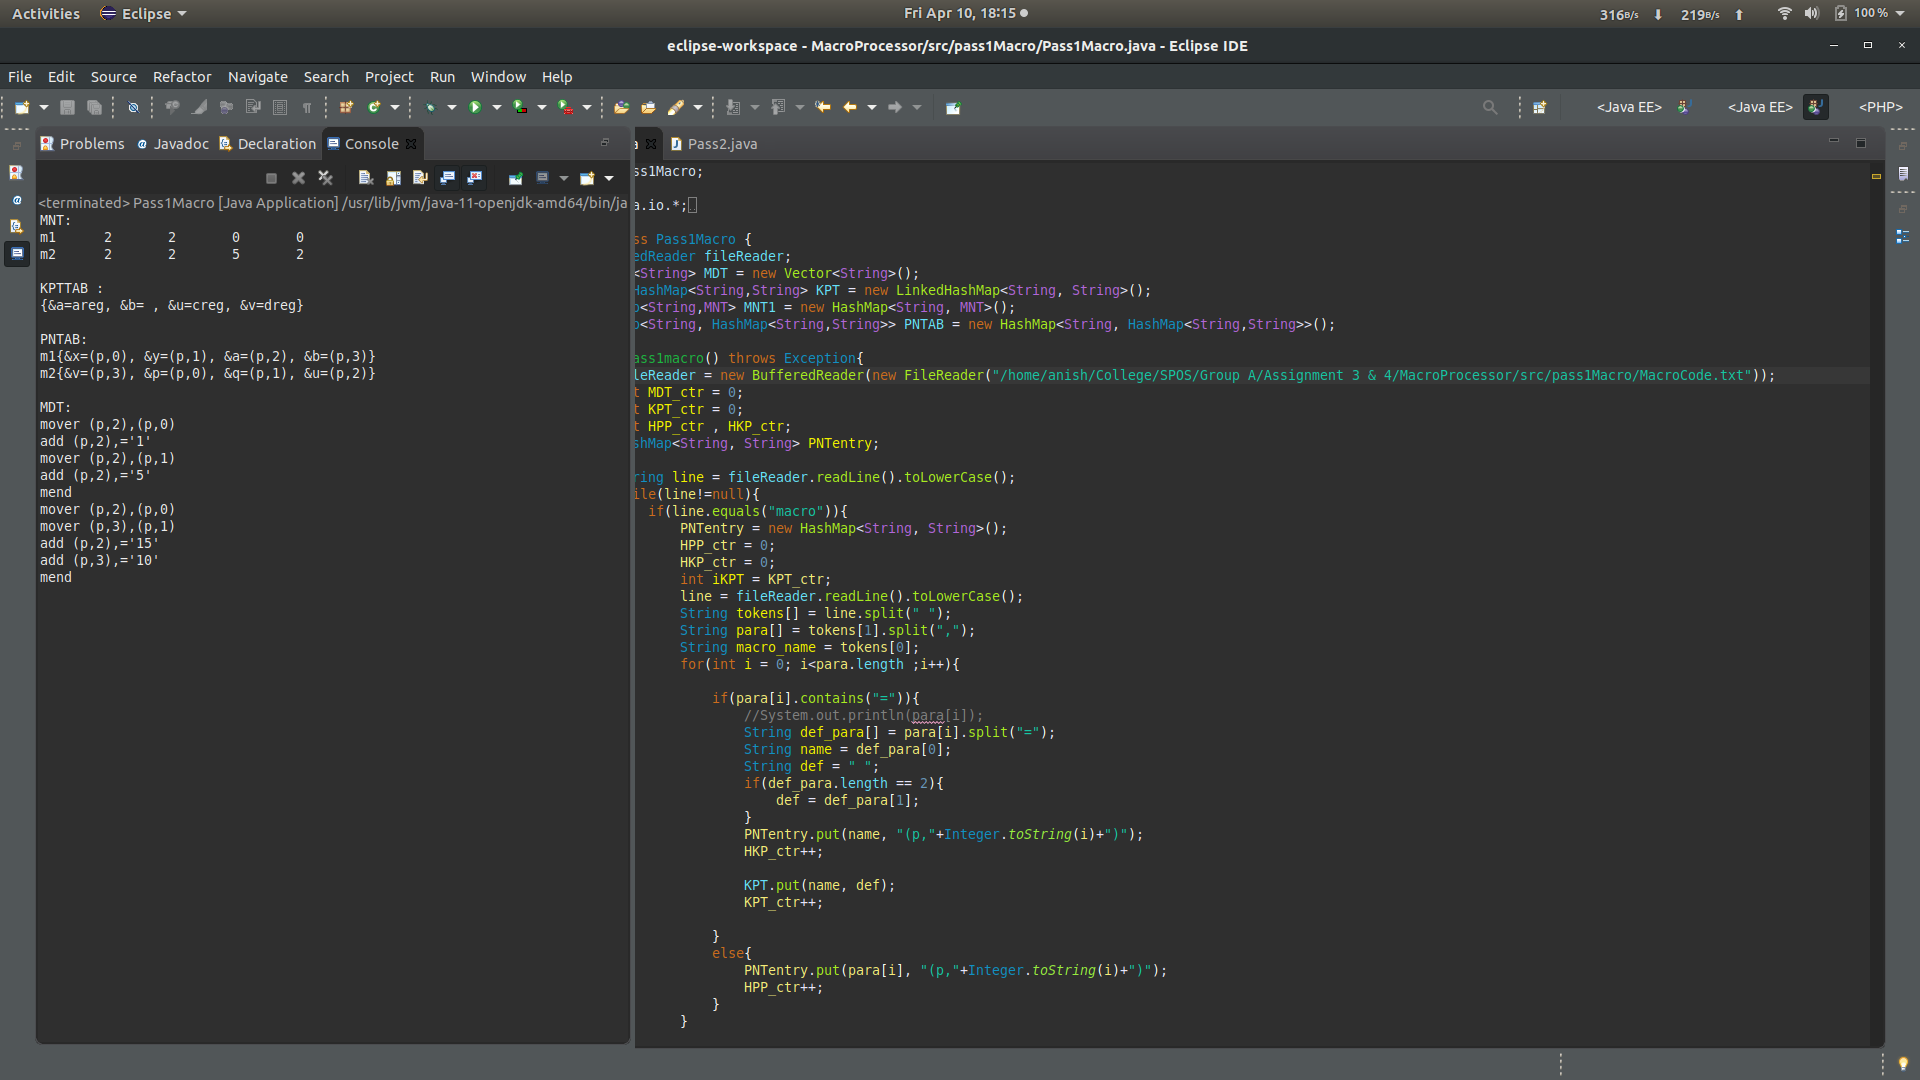 Activities Eclipse Fri Apr 10, 18:15 316B/s 219B/s 100%
eclipse-workspace - MacroProcessor/src/pass1Macro/Pass1Macro.java - Eclipse IDE
File Edit Source Refactor Navigate Search Project Run Window Help
<Java EE> <Java EE> <PHP>
Problems Javadoc Declaration Console
<terminated> Pass1Macro [Java Application] /usr/lib/jvm/java-11-openjdk-amd64/bin/ja
MNT:
m1 2 2 0 0
m2 2 2 5 2
KPTTAB :
{&a=areg, &b= , &u=creg, &v=dreg}
PNTAB:
m1{&x=(p,0), &y=(p,1), &a=(p,2), &b=(p,3)}
m2{&v=(p,3), &p=(p,0), &q=(p,1), &u=(p,2)}
MDT:
mover (p,2),(p,0)
add (p,2),='1'
mover (p,2),(p,1)
add (p,2),='5'
mend
mover (p,2),(p,0)
mover (p,3),(p,1)
add (p,2),='15'
add (p,3),='10'
mend
a Pass2.java
ss1Macro;
a.io.*;
ss Pass1Macro {
edReader fileReader;
<String> MDT = new Vector<String>();
HashMap<String,String> KPT = new LinkedHashMap<String, String>();
p<String,MNT> MNT1 = new HashMap<String, MNT>();
p<String, HashMap<String,String>> PNTAB = new HashMap<String, HashMap<String,String>>();
ass1macro() throws Exception{
leReader = new BufferedReader(new FileReader("/home/anish/College/SPOS/Group A/Assignment 3 & 4/MacroProcessor/src/pass1Macro/MacroCode.txt"));
t MDT_ctr = 0;
t KPT_ctr = 0;
t HPP_ctr , HKP_ctr;
shMap<String, String> PNTentry;
ring line = fileReader.readLine().toLowerCase();
ile(line!=null){
if(line.equals("macro")){
PNTentry = new HashMap<String, String>();
HPP_ctr = 0;
HKP_ctr = 0;
int iKPT = KPT_ctr;
line = fileReader.readLine().toLowerCase();
String tokens[] = line.split(" ");
String para[] = tokens[1].split(",");
String macro_name = tokens[0];
for(int i = 0; i<para.length ;i++){
if(para[i].contains("=")){
//System.out.println(para[i]);
String def_para[] = para[i].split("=");
String name = def_para[0];
String def = " ";
if(def_para.length == 2){
def = def_para[1];
}
PNTentry.put(name, "(p,"+Integer.toString(i)+")");
HKP_ctr++;
KPT.put(name, def);
KPT_ctr++;
}
else{
PNTentry.put(para[i], "(p,"+Integer.toString(i)+")");
HPP_ctr++;
}
}